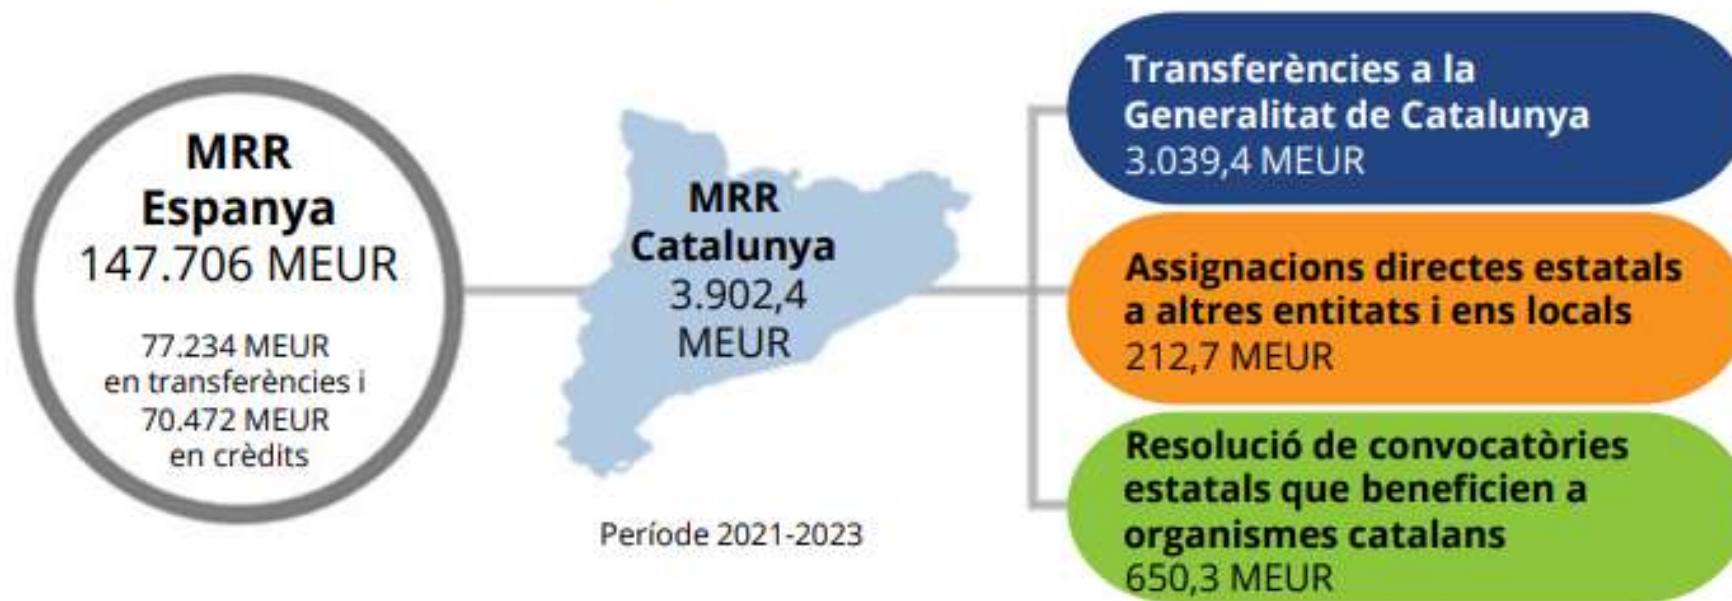 MRR
Espanya
147.706 MEUR
77.234 MEUR
en transferències i
70.472 MEUR
en crèdits
MRR
Catalunya
3.902,4
MEUR
Període 2021-2023
Transferències a la
Generalitat de Catalunya
3.039,4 MEUR
Assignacions directes estatals
a altres entitats i ens locals
212,7 MEUR
Resolució de convocatòries
estatals que beneficien a
organismes catalans
650,3 MEUR